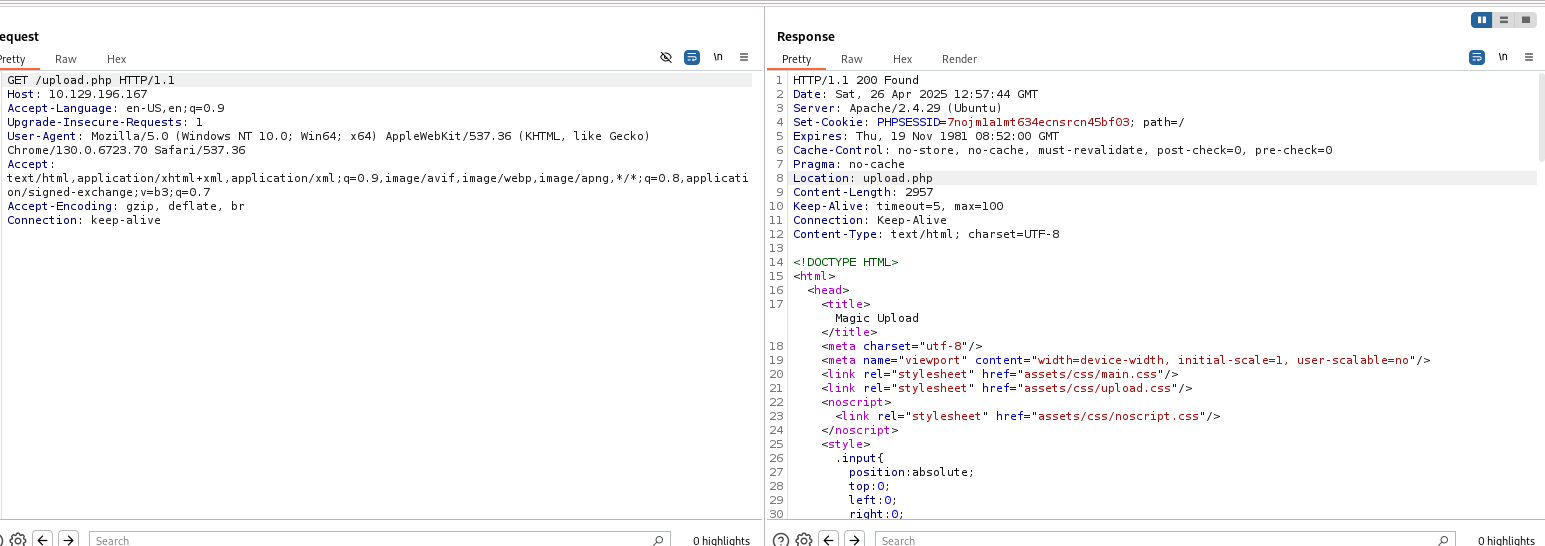 equest
Pretty Raw Hex \n
GET /upload.php HTTP/1.1
Host: 10.129.196.167
Accept-Language: en-US,en;q=0.9
Upgrade-Insecure-Requests: 1
User-Agent: Mozilla/5.0 (Windows NT 10.0; Win64; x64) AppleWebKit/537.36 (KHTML, like Gecko)
Chrome/130.0.6723.70 Safari/537.36
Accept:
text/html,application/xhtml+xml,application/xml;q=0.9,image/avif,image/webp,image/apng,*/*;q=0.8,applicati
on/signed-exchange;v=b3;q=0.7
Accept-Encoding: gzip, deflate, br
Connection: keep-alive
Search 0 highlights
Response
Pretty Raw Hex Render \n
1 HTTP/1.1 200 Found
2 Date: Sat, 26 Apr 2025 12:57:44 GMT
3 Server: Apache/2.4.29 (Ubuntu)
4 Set-Cookie: PHPSESSID=7nojm1a1mt634ecnsrcn45bf03; path=/
5 Expires: Thu, 19 Nov 1981 08:52:00 GMT
6 Cache-Control: no-store, no-cache, must-revalidate, post-check=0, pre-check=0
7 Pragma: no-cache
8 Location: upload.php
9 Content-Length: 2957
10 Keep-Alive: timeout=5, max=100
11 Connection: Keep-Alive
12 Content-Type: text/html; charset=UTF-8
13
14 <!DOCTYPE HTML>
15 <html>
16 <head>
17 <title>
Magic Upload
</title>
18 <meta charset="utf-8"/>
19 <meta name="viewport" content="width=device-width, initial-scale=1, user-scalable=no"/>
20 <link rel="stylesheet" href="assets/css/main.css"/>
21 <link rel="stylesheet" href="assets/css/upload.css"/>
22 <noscript>
23 <link rel="stylesheet" href="assets/css/noscript.css"/>
24 </noscript>
25 <style>
26 .input{
27 position:absolute;
28 top:0;
29 left:0;
30 right:0;
Search 0 highlights